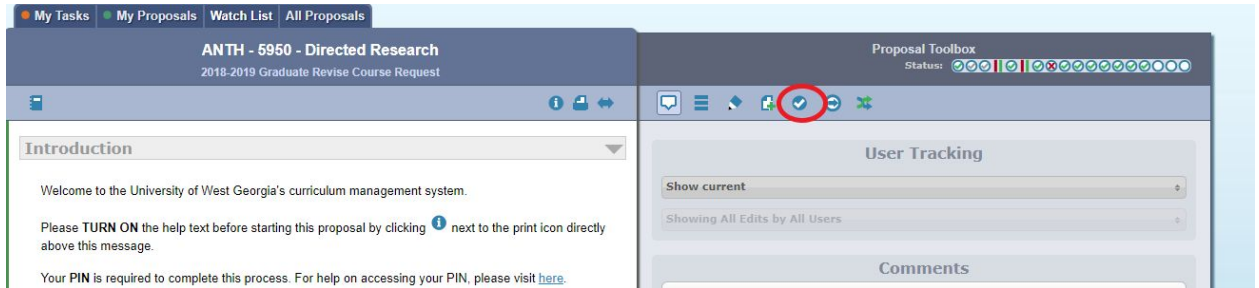 My Tasks My Proposals Watch List All Proposals
ANTH - 5950 - Directed Research
2018-2019 Graduate Revise Course Request
Proposal Toolbox
Status:
Introduction
Welcome to the University of West Georgia's curriculum management system.
Please TURN ON the help text before starting this proposal by clicking next to the print icon directly
above this message.
Your PIN is required to complete this process. For help on accessing your PIN, please visit here.
User Tracking
Show current
Showing All Edits by All Users
Comments